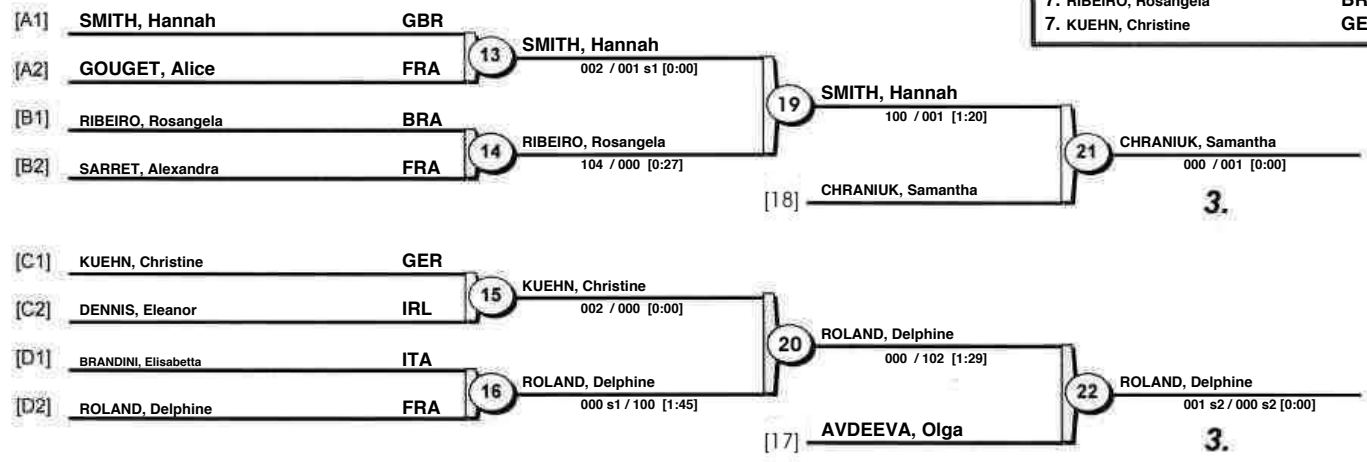 7. RIBEIRO, Rosangela
7. KUEHN, Christine
[A1] SMITH, Hannah GBR
[A2] GOUGET, Alice FRA
13
SMITH, Hannah
002 / 001 s1 [0:00]
[B1] RIBEIRO, Rosangela BRA
[B2] SARRET, Alexandra FRA
14
RIBEIRO, Rosangela
104 / 000 [0:27]
19
SMITH, Hannah
100 / 001 [1:20]
[18] CHRANIUK, Samantha
21
CHRANIUK, Samantha
000 / 001 [0:00]
3.
[C1] KUEHN, Christine GER
[C2] DENNIS, Eleanor IRL
15
KUEHN, Christine
002 / 000 [0:00]
[D1] BRANDINI, Elisabetta ITA
[D2] ROLAND, Delphine FRA
16
ROLAND, Delphine
000 s1 / 100 [1:45]
20
ROLAND, Delphine
000 / 102 [1:29]
[17] AVDEEVA, Olga
22
ROLAND, Delphine
001 s2 / 000 s2 [0:00]
3.